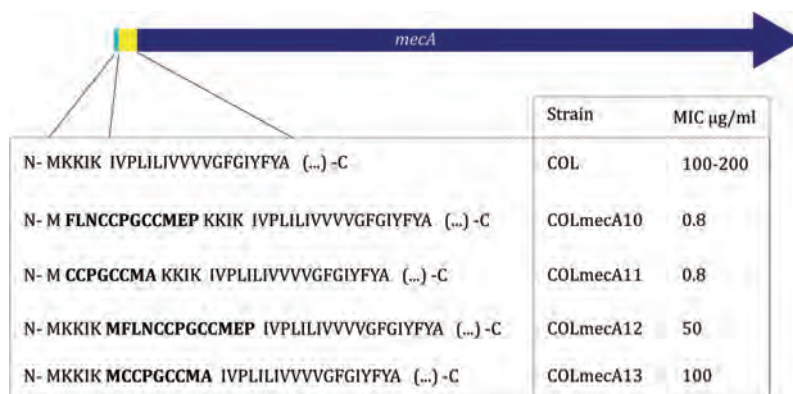 mecA
Strain MIC µg/ml
N- MKKIK IVPLILIVVVVGFGIYFYA (...) -C COL 100-200
N- M FLNCCPGCCMEP KKIK IVPLILIVVVVGFGIYFYA (...) -C COLmecA10 0.8
N- M CCPGCCMA KKIK IVPLILIVVVVGFGIYFYA (...) -C COLmecA11 0.8
N- MKKIK MFLNCCPGCCMEP IVPLILIVVVVGFGIYFYA (...) -C COLmecA12 50
N- MKKIK MCCPGCCMA IVPLILIVVVVGFGIYFYA (...) -C COLmecA13 100